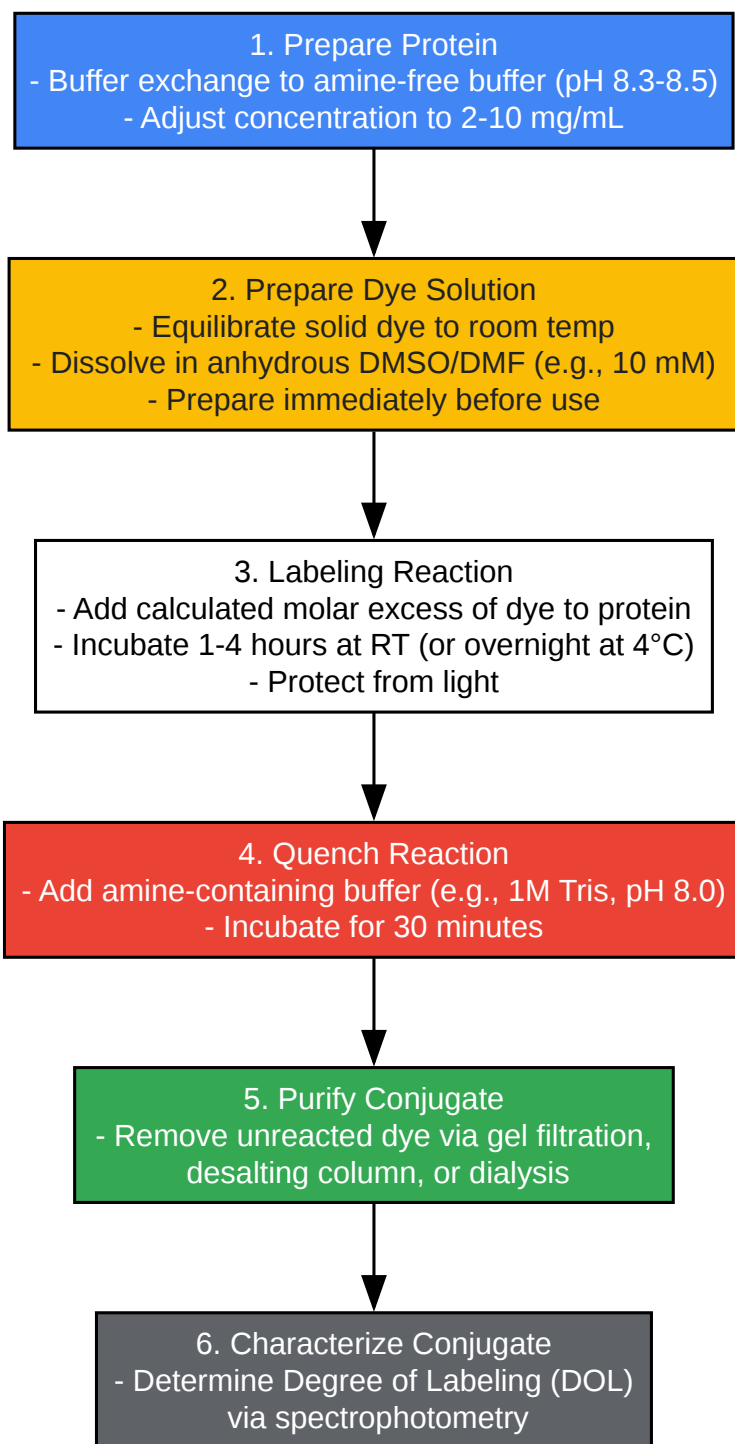 1. Prepare Protein
- Buffer exchange to amine-free buffer (pH 8.3-8.5)
- Adjust concentration to 2-10 mg/mL
2. Prepare Dye Solution
- Equilibrate solid dye to room temp
- Dissolve in anhydrous DMSO/DMF (e.g., 10 mM)
- Prepare immediately before use
3. Labeling Reaction
- Add calculated molar excess of dye to protein
- Incubate 1-4 hours at RT (or overnight at 4°C)
- Protect from light
4. Quench Reaction
- Add amine-containing buffer (e.g., 1M Tris, pH 8.0)
- Incubate for 30 minutes
5. Purify Conjugate
- Remove unreacted dye via gel filtration,
desalting column, or dialysis
6. Characterize Conjugate
- Determine Degree of Labeling (DOL)
via spectrophotometry